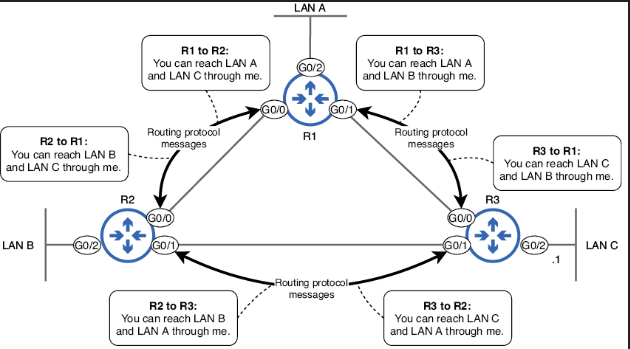 LAN A
R1 to R2:
You can reach LAN A
and LAN C through me.
R1 to R3:
You can reach LAN A
and LAN B through me.
G0/2
G0/0
G0/1
R1
Routing protocol
messages
Routing protocol
messages
R2 to R1:
You can reach LAN B
and LAN C through me.
R3 to R1:
You can reach LAN C
and LAN B through me.
R2
R3
G0/0
G0/0
LAN B
G0/2
G0/1
G0/1
G0/2
LAN C
.1
Routing protocol
messages
R2 to R3:
You can reach LAN B
and LAN A through me.
R3 to R2:
You can reach LAN C
and LAN A through me.